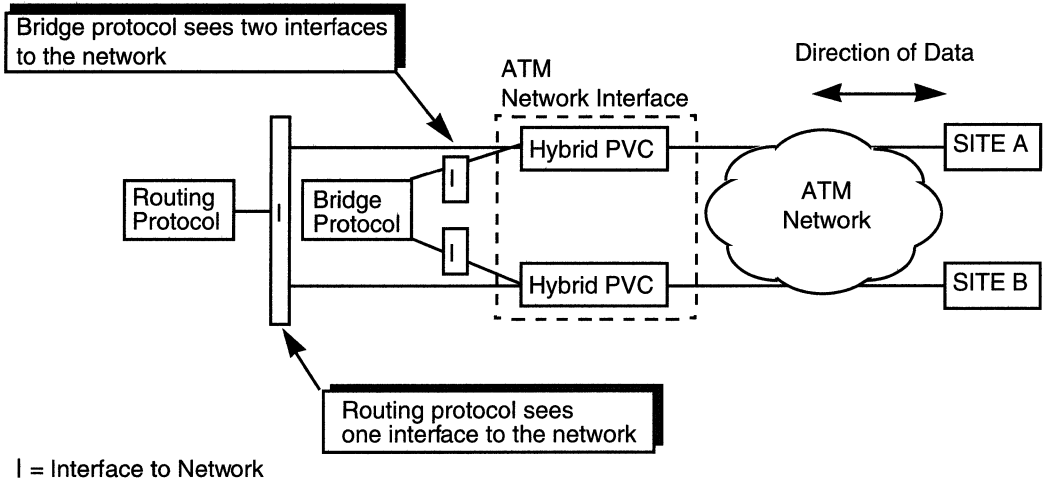 Bridge protocol sees two interfaces
to the network
ATM
Network Interface
Direction of Data
Hybrid PVC
SITE A
Routing
Protocol
I
Bridge
Protocol
I
I
ATM
Network
Hybrid PVC
SITE B
Routing protocol sees
one interface to the network
I = Interface to Network